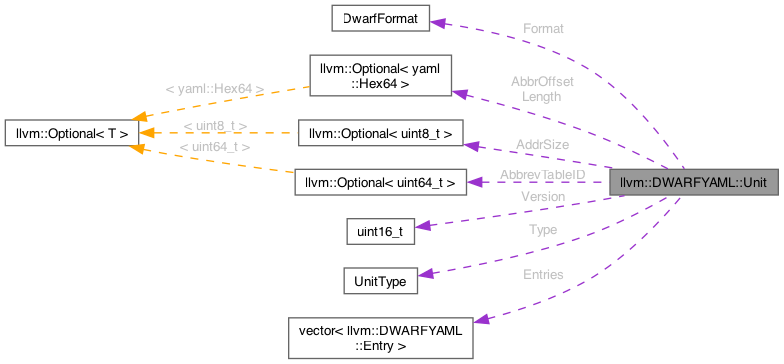 DwarfFormat
Format
llvm::Optional< yaml
::Hex64 >
AbbrOffset
Length
< yaml::Hex64 >
llvm::Optional< T >
< uint8_t >
llvm::Optional< uint8_t >
AddrSize
< uint64_t >
llvm::Optional< uint64_t >
AbbrevTableID
llvm::DWARFYAML::Unit
Version
uint16_t
Type
UnitType
Entries
vector< llvm::DWARFYAML
::Entry >